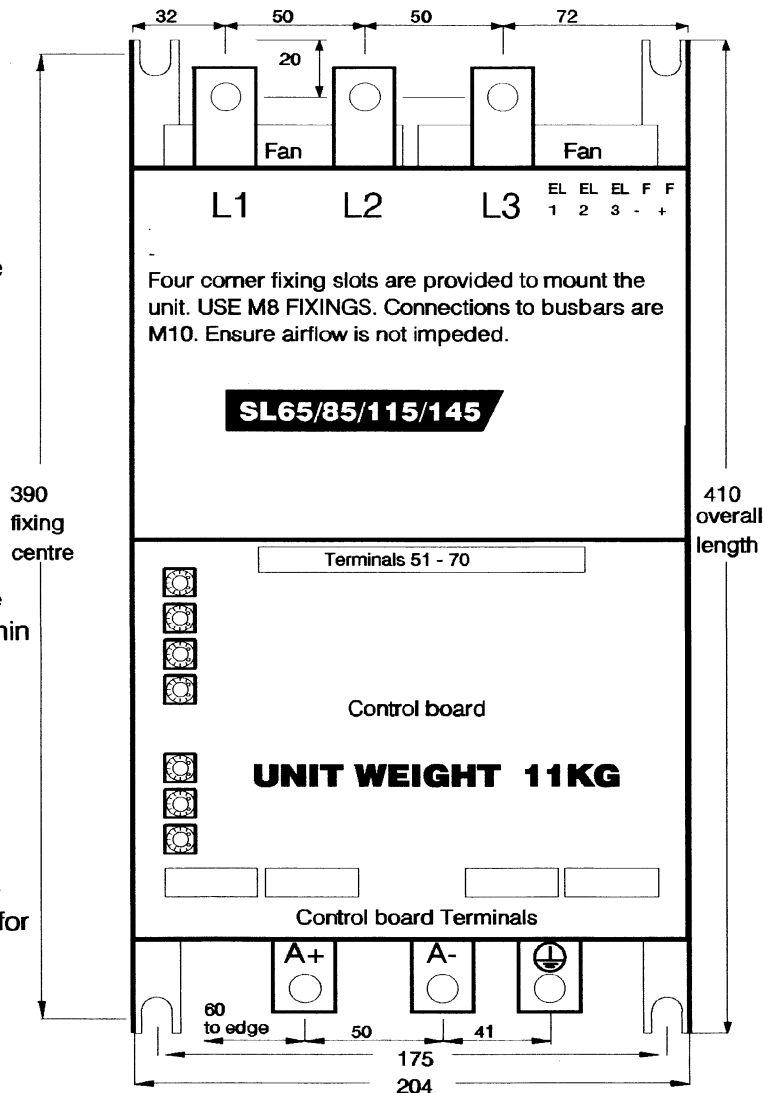 32 50 50 72
20
Fan Fan
L1 L2 L3
EL EL EL F F
1 2 3 - +
Four corner fixing slots are provided to mount the
unit. USE M8 FIXINGS. Connections to busbars are
M10. Ensure airflow is not impeded.
SL65/85/115/145
390
fixing
centre
410
overall
length
Terminals 51 - 70
Control board
UNIT WEIGHT 11KG
for
Control board Terminals
A+ A-
60
to edge
50 41
175
204